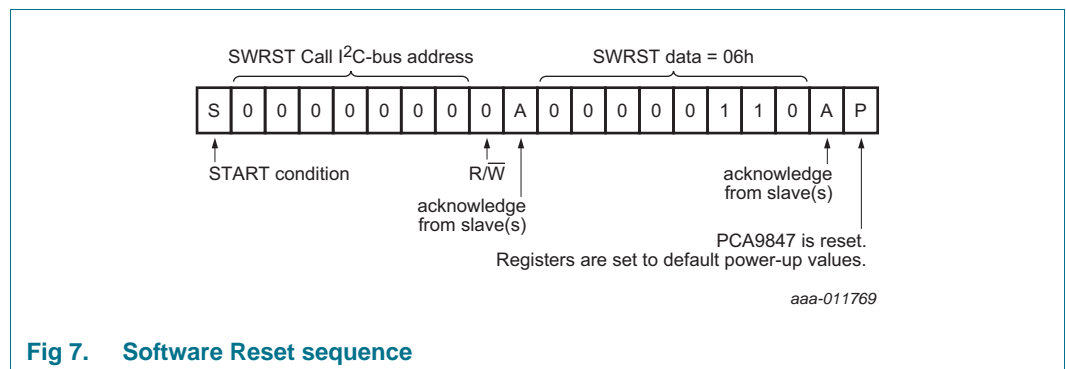 SWRST Call I²C-bus address SWRST data = 06h
S 0 0 0 0 0 0 0 0 A 0 0 0 0 0 1 1 0 A P
START condition R/W̅ acknowledge
from slave(s)
acknowledge
from slave(s)
PCA9847 is reset.
Registers are set to default power-up values.
aaa-011769
Fig 7. Software Reset sequence